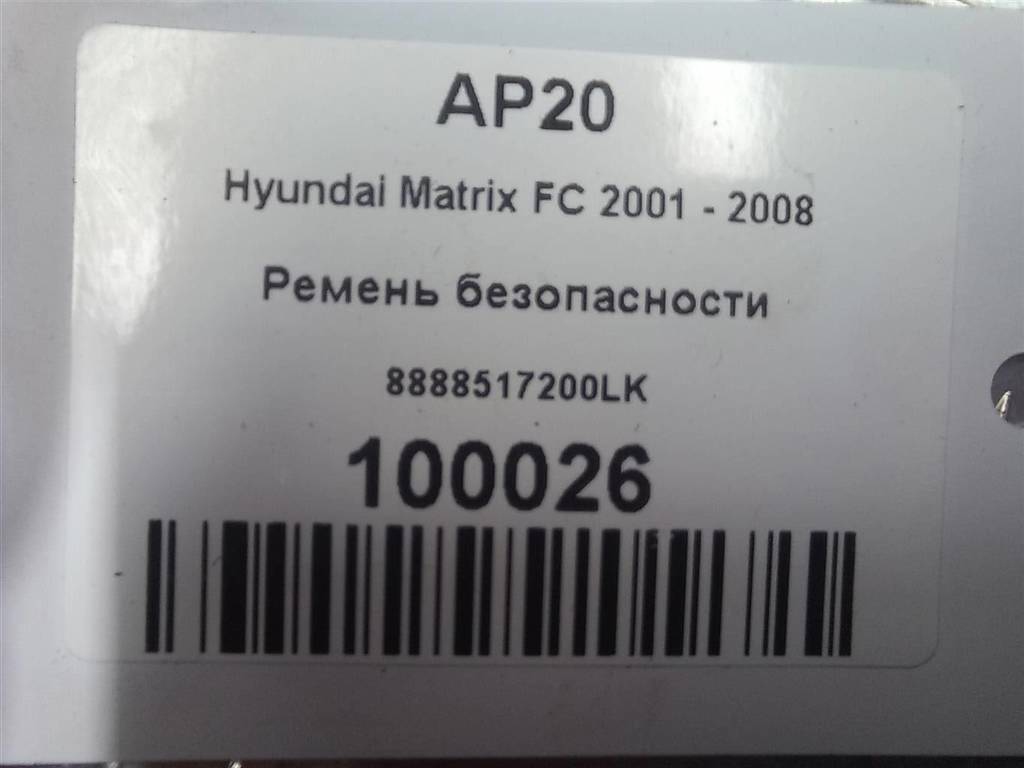 AP20
Hyundai Matrix FC 2001 - 2008
Ремень безопасности
8888517200LK
100026